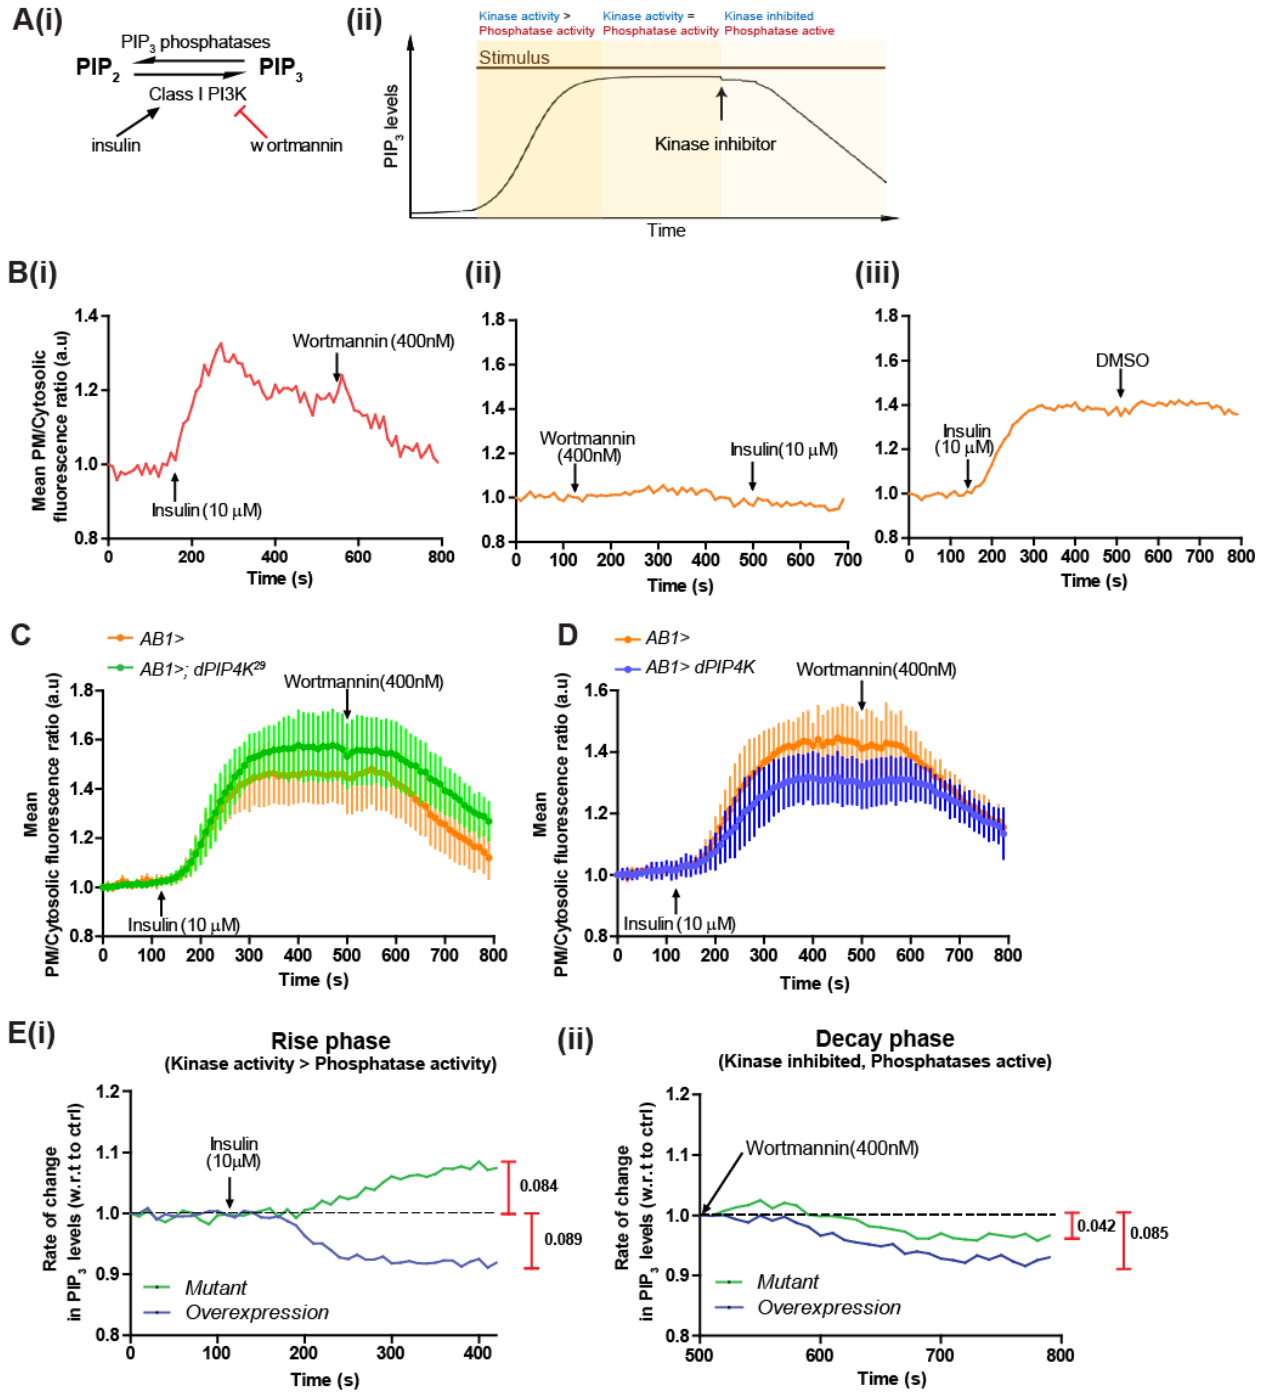 A(i)
PIP3 phosphatases
PIP2
PIP3
Class I PI3K
insulin
wortmannin
(ii)
Kinase activity >
Phosphatase activity
Kinase activity =
Phosphatase activity
Kinase inhibited
Phosphatase active
Stimulus
Kinase inhibitor
PIP3 levels
Time
B(i)
Mean PM/Cytosolic
fluorescence ratio (a.u)
1.4
1.2
1.0
0.8
Wortmannin (400nM)
Insulin (10 µM)
0 200 400 600 800
Time (s)
(ii)
1.8
1.6
1.4
1.2
1.0
0.8
Wortmannin
(400nM)
Insulin (10 µM)
0 100 200 300 400 500 600 700
Time (s)
(iii)
1.8
1.6
1.4
1.2
1.0
0.8
DMSO
Insulin
(10 µM)
0 100 200 300 400 500 600 700 800
Time (s)
C
AB1>
AB1>; dPIP4K29
Wortmannin(400nM)
Mean
PM/Cytosolic fluorescence ratio (a.u)
1.8
1.6
1.4
1.2
1.0
0.8
Insulin (10 µM)
0 100 200 300 400 500 600 700 800
Time (s)
D
AB1>
AB1> dPIP4K
Wortmannin(400nM)
Mean
PM/Cytosolic fluorescence ratio (a.u)
1.6
1.4
1.2
1.0
0.8
Insulin (10 µM)
0 100 200 300 400 500 600 700 800
Time (s)
E(i)
Rise phase
(Kinase activity > Phosphatase activity)
Rate of change
in PIP3 levels (w.r.t to ctrl)
1.2
1.1
1.0
0.9
0.8
Insulin
(10µM)
0.084
0.089
Mutant
Overexpression
0 100 200 300 400
Time (s)
(ii)
Decay phase
(Kinase inhibited, Phosphatases active)
Rate of change
in PIP3 levels (w.r.t to ctrl)
1.2
1.1
1.0
0.9
0.8
Wortmannin(400nM)
0.042
0.085
Mutant
Overexpression
500 600 700 800
Time (s)